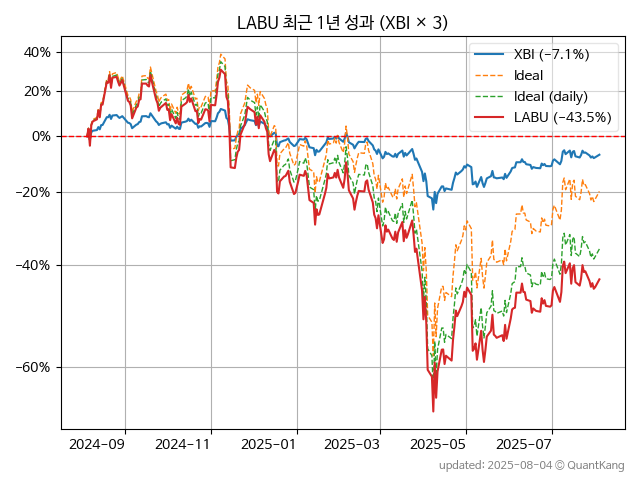 LABU 최근 1년 성과 (XBI × 3)
XBI (−7.1%)
Ideal
Ideal (daily)
LABU (−43.5%)
40%
20%
0%
−20%
−40%
−60%
2024-09 2024-11 2025-01 2025-03 2025-05 2025-07
updated: 2025-08-04 © QuantKang